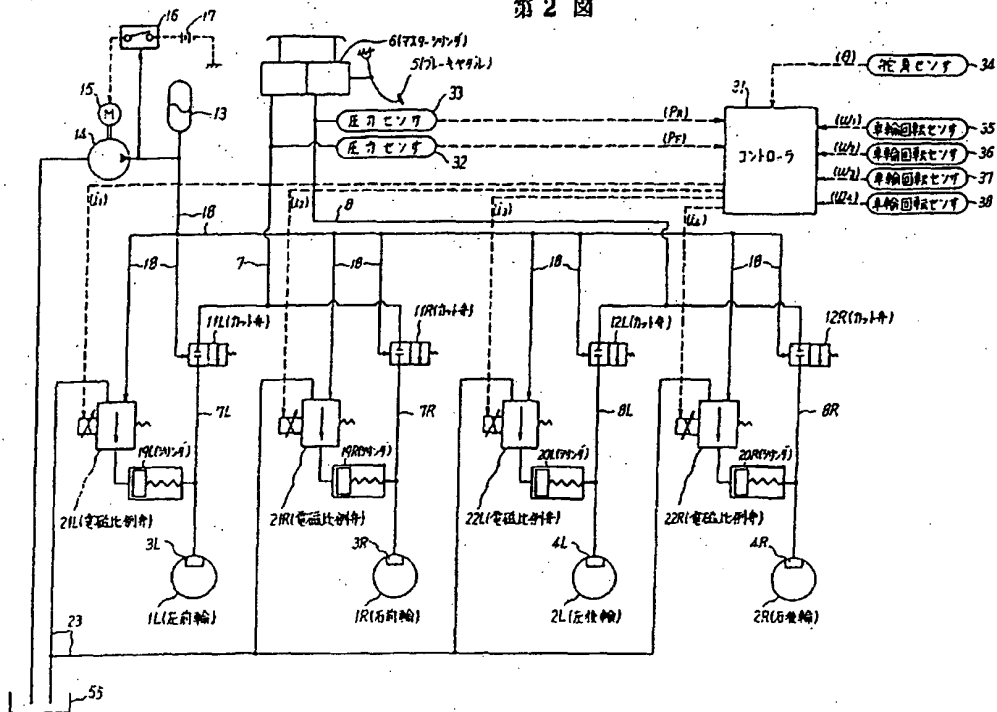 第2図
16
17
6(マスターシリンダ)
5(ブレーキペダル)
15
M
13
14
33
圧力センサ
(PR)
圧力センサ
(PF)
32
31
コントローラ
(θ)
舵角センサ
34
(ω1)
車輪回転センサ
35
(ω2)
車輪回転センサ
36
(ω3)
車輪回転センサ
37
(ω4)
車輪回転センサ
38
(i1)
(i2)
(i3)
(i4)
8
18
18
7
18
18
18
11L(カット弁)
11R(カット弁)
12L(カット弁)
12R(カット弁)
7L
7R
8L
8R
19L(シリンダ)
19R(シリンダ)
20L(シリンダ)
20R(シリンダ)
21L(電磁比例弁)
21R(電磁比例弁)
22L(電磁比例弁)
22R(電磁比例弁)
3L
3R
4L
4R
1L(左前輪)
1R(右前輪)
2L(左後輪)
2R(右後輪)
23
55